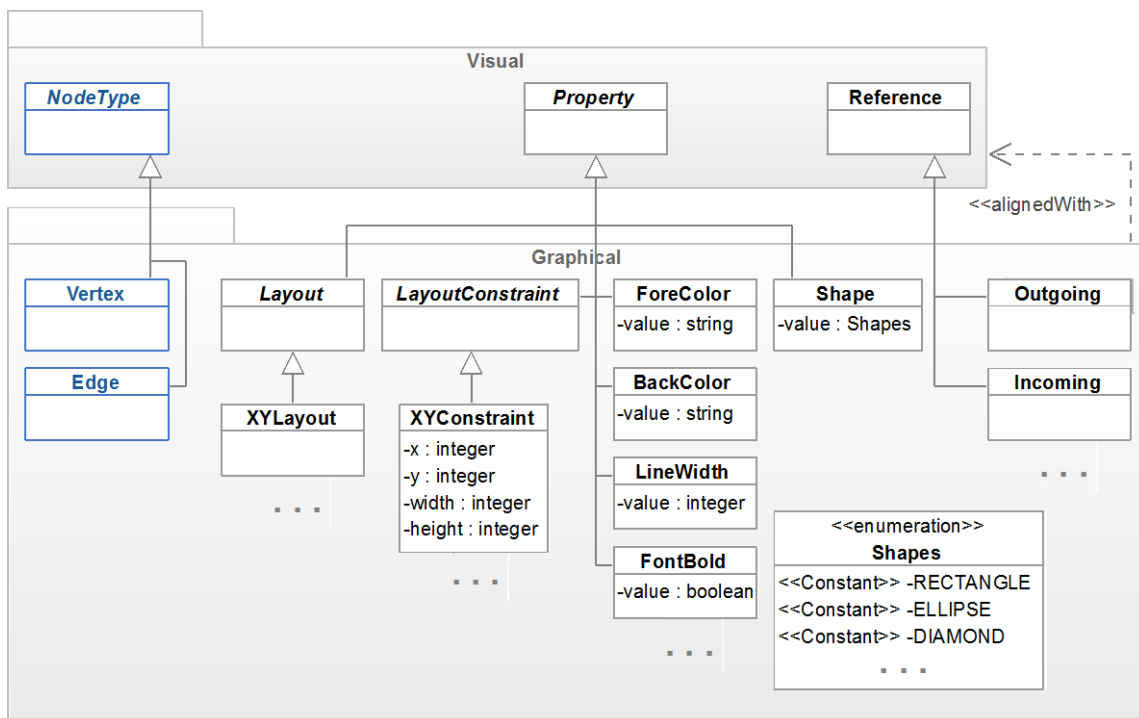 Visual
NodeType
Property
Reference
<<alignedWith>>
Graphical
Vertex
Edge
Layout
XYLayout
. . .
LayoutConstraint
XYConstraint
-x : integer
-y : integer
-width : integer
-height : integer
. . .
ForeColor
-value : string
BackColor
-value : string
LineWidth
-value : integer
FontBold
-value : boolean
. . .
Shape
-value : Shapes
<<enumeration>>
Shapes
<<Constant>> -RECTANGLE
<<Constant>> -ELLIPSE
<<Constant>> -DIAMOND
. . .
Outgoing
Incoming
. . .